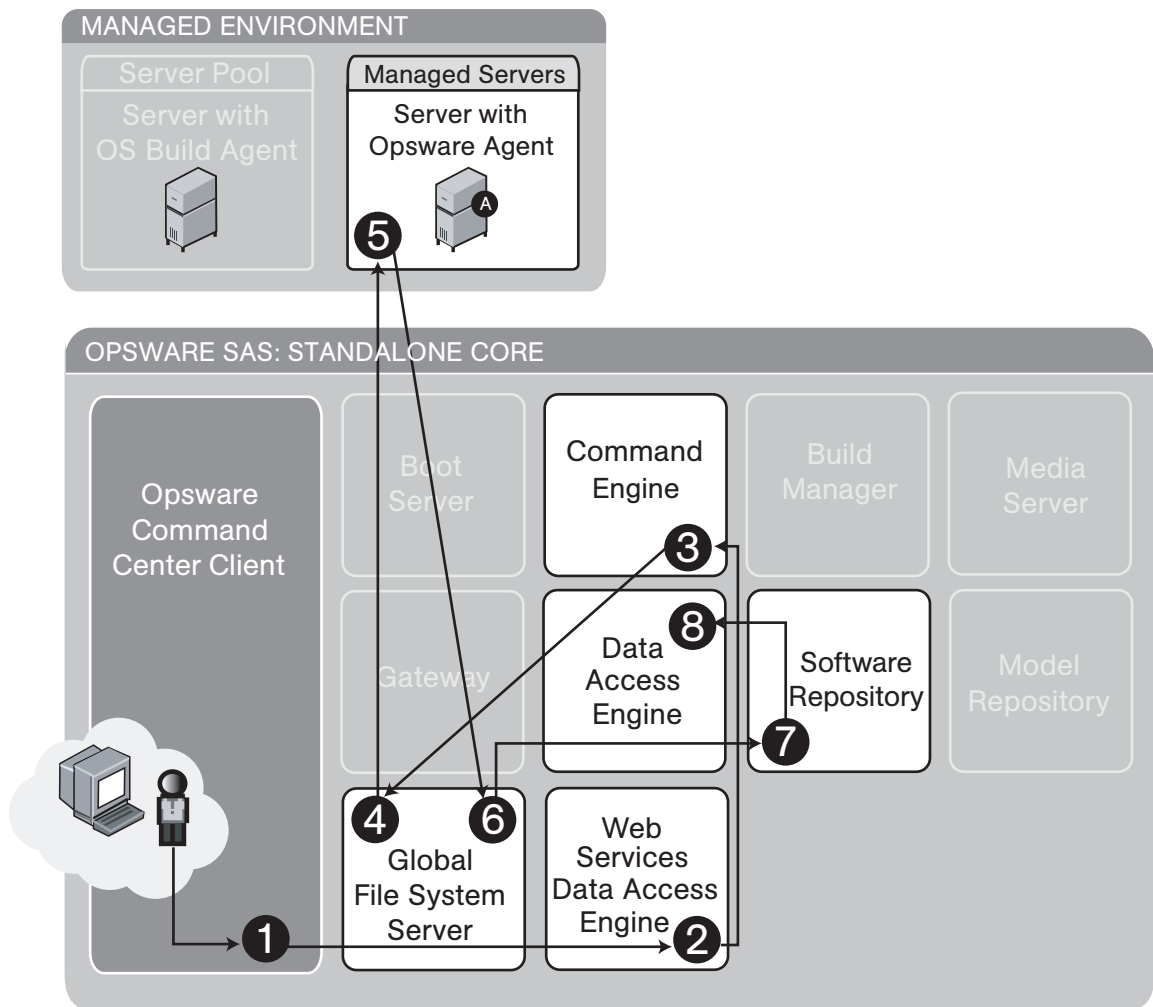 MANAGED ENVIRONMENT
Server Pool
Server with
OS Build Agent
Managed Servers
Server with
Opsware Agent
A
5
OPSWARE SAS: STANDALONE CORE
Opsware
Command
Center Client
Boot
Server
Command
Engine
3
Build
Manager
Media
Server
Gateway
8
Data
Access
Engine
Software
Repository
7
Model
Repository
4
6
Global
File System
Server
Web
Services
Data Access
Engine
2
1